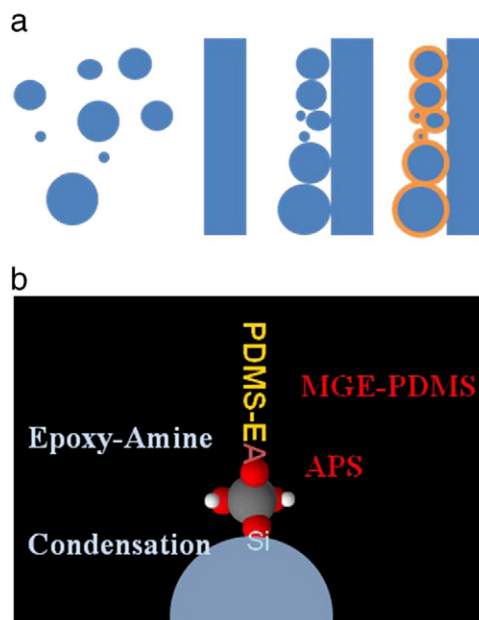 a
b
PDMS-EA
MGE-PDMS
Epoxy-Amine
APS
Condensation
Si